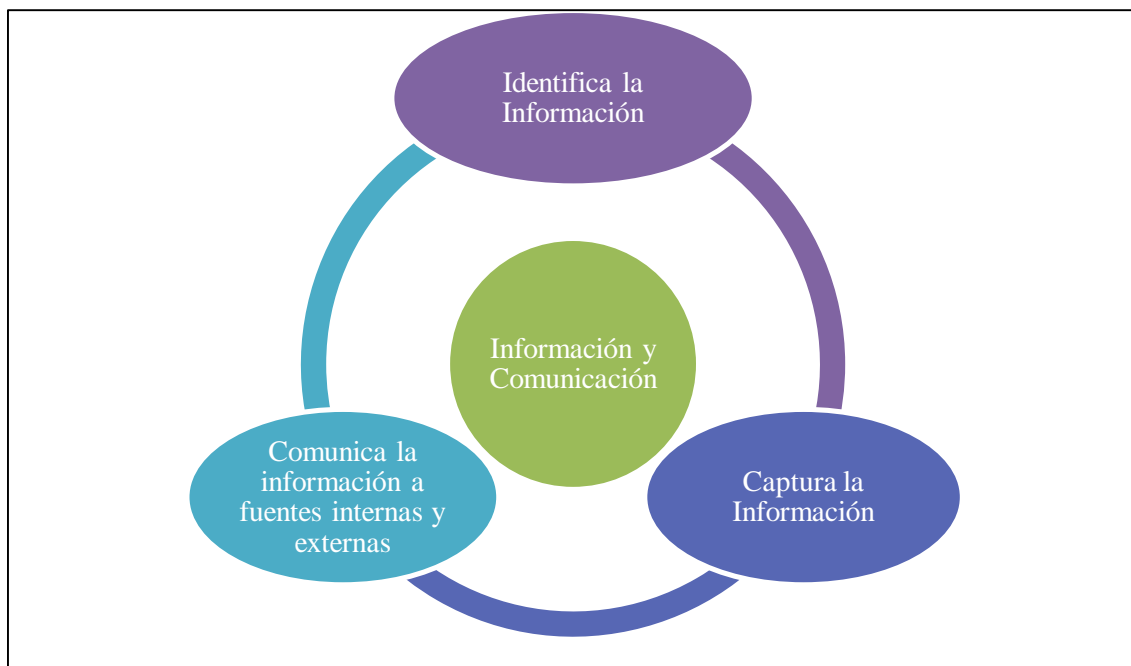 Identifica la
Información
Información y
Comunicación
Comunica la
información a
fuentes internas y
externas
Captura la
Información